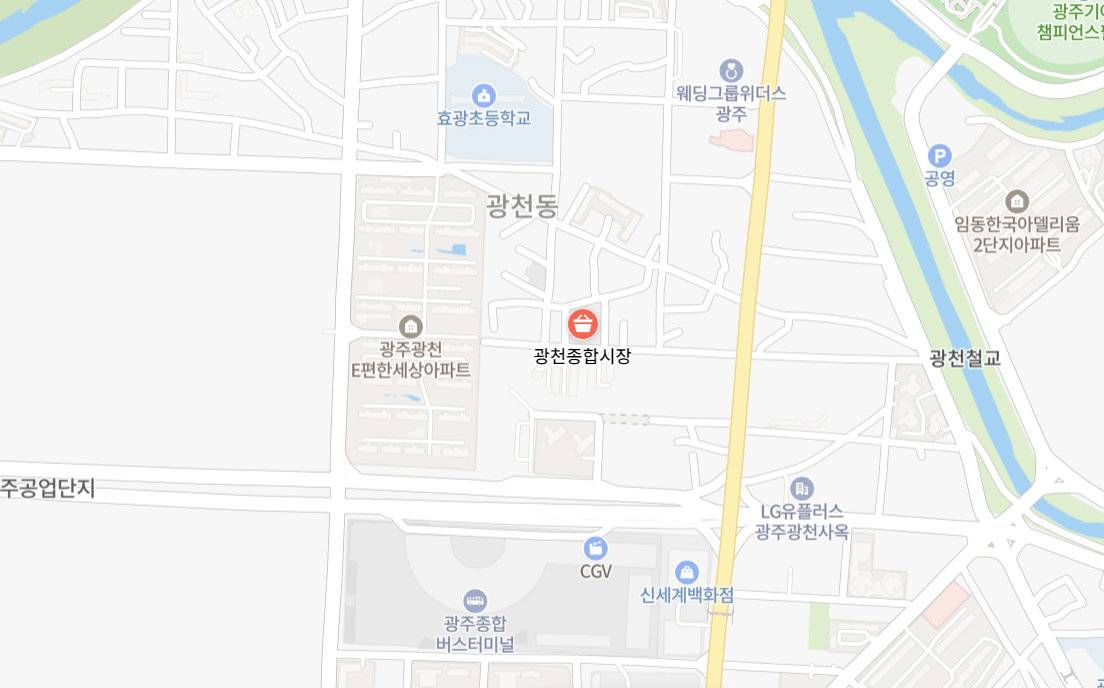 광주기아
챔피언스필
웨딩그룹위더스
광주
효광초등학교
P
공영
광천동
임동한국아델리움
2단지아파트
광주광천
E편한세상아파트
광천종합시장
광천철교
주공업단지
LG유플러스
광주광천사옥
CGV
신세계백화점
광주종합
버스터미널